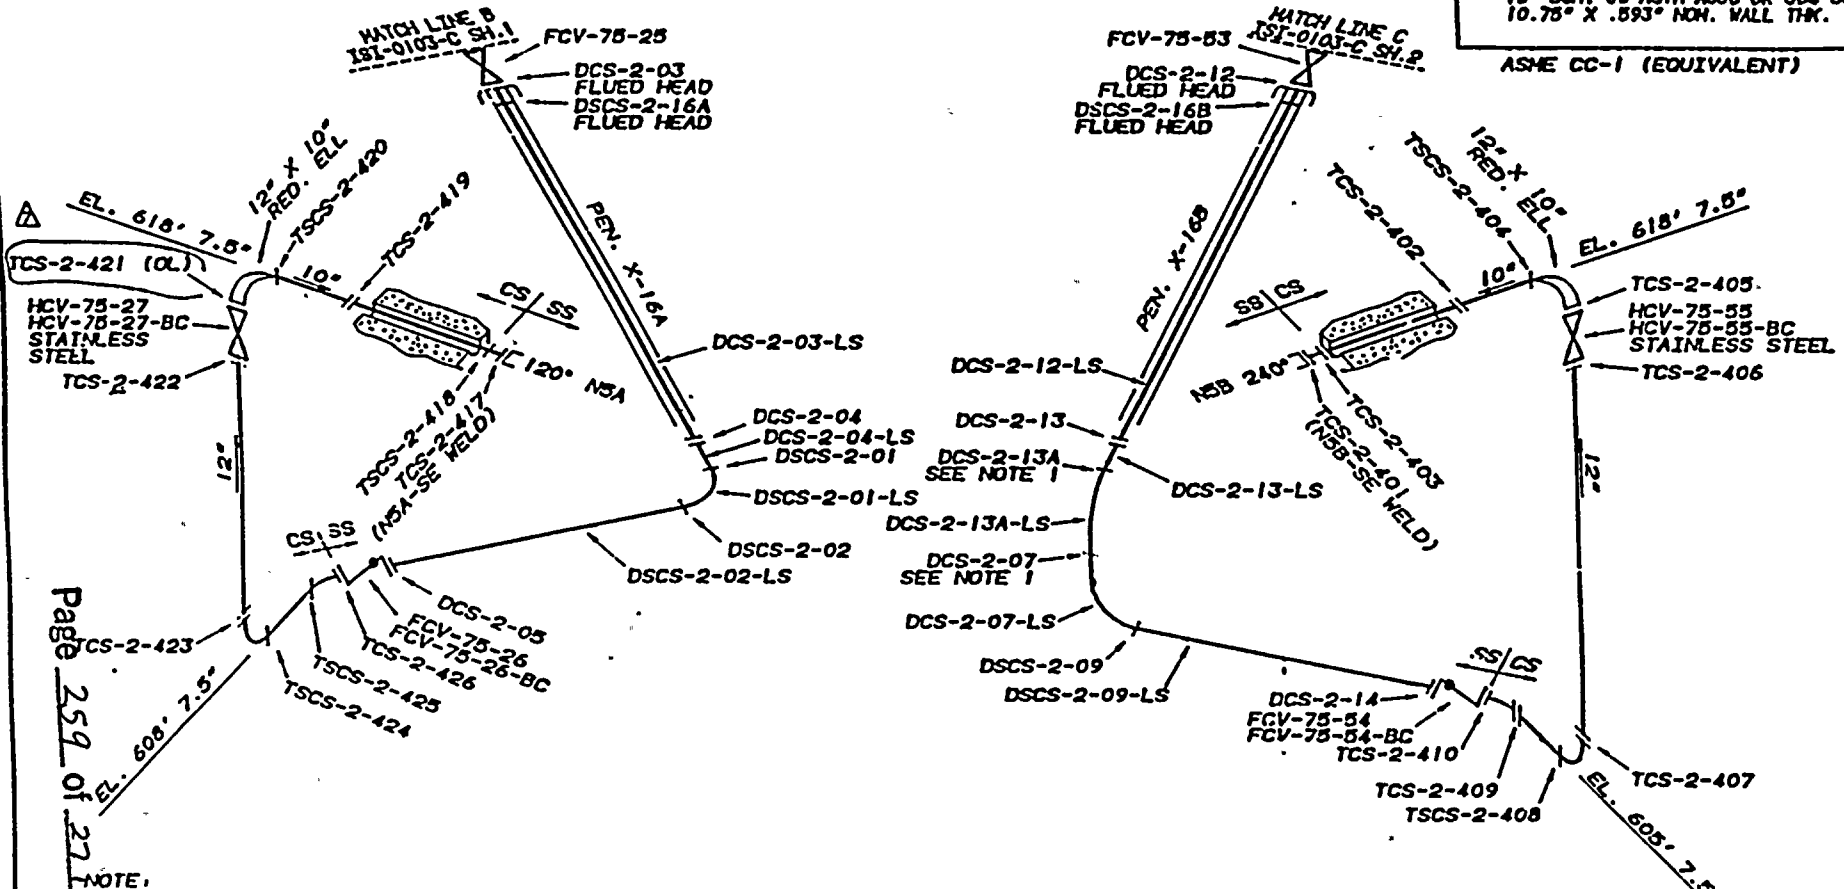 MATCH LINE B
ISI-0103-C SH.1
FCV-75-25
DCS-2-03
FLUED HEAD
DSCS-2-16A
FLUED HEAD
PEN. X-16A
12" X 10"
RED. ELL
TSCS-2-420
TCS-2-419
EL. 618' 7.5"
TCS-2-421 (OL)
10"
HCV-75-27
HCV-75-27-BC
STAINLESS
STEEL
TCS-2-422
CS SS
120° N5A
TSCS-2-418
TCS-2-417
(N5A-SE WELD)
DCS-2-03-LS
DCS-2-04
DCS-2-04-LS
DSCS-2-01
DSCS-2-01-LS
DSCS-2-02
DSCS-2-02-LS
12"
CS SS
DCS-2-05
FCV-75-26
FCV-75-26-BC
TCS-2-426
TSCS-2-425
TSCS-2-424
TCS-2-423
EL. 608' 7.5"
Page 259 of
NOTE:
MATCH LINE C
ISI-0103-C SH.2
FCV-75-53
DCS-2-12
FLUED HEAD
DSCS-2-16B
FLUED HEAD
PEN. X-16B
10.75" X .593" NOM. WALL THK.
ASME CC-1 (EQUIVALENT)
12" X 10"
RED. ELL
TSCS-2-404
TCS-2-402
EL. 618' 7.5"
10"
TCS-2-405
HCV-75-55
HCV-75-55-BC
STAINLESS STEEL
TCS-2-406
SS CS
N5B 240°
TCS-2-403
TCS-2-401
(N5B-SE WELD)
DCS-2-12-LS
DCS-2-13
DCS-2-13A
SEE NOTE 1
DCS-2-13-LS
DCS-2-13A-LS
DCS-2-07
SEE NOTE 1
DCS-2-07-LS
DSCS-2-09
DSCS-2-09-LS
12"
SS CS
DCS-2-14
FCV-75-54
FCV-75-54-BC
TCS-2-410
TCS-2-409
TSCS-2-408
TCS-2-407
EL. 605' 7.5"